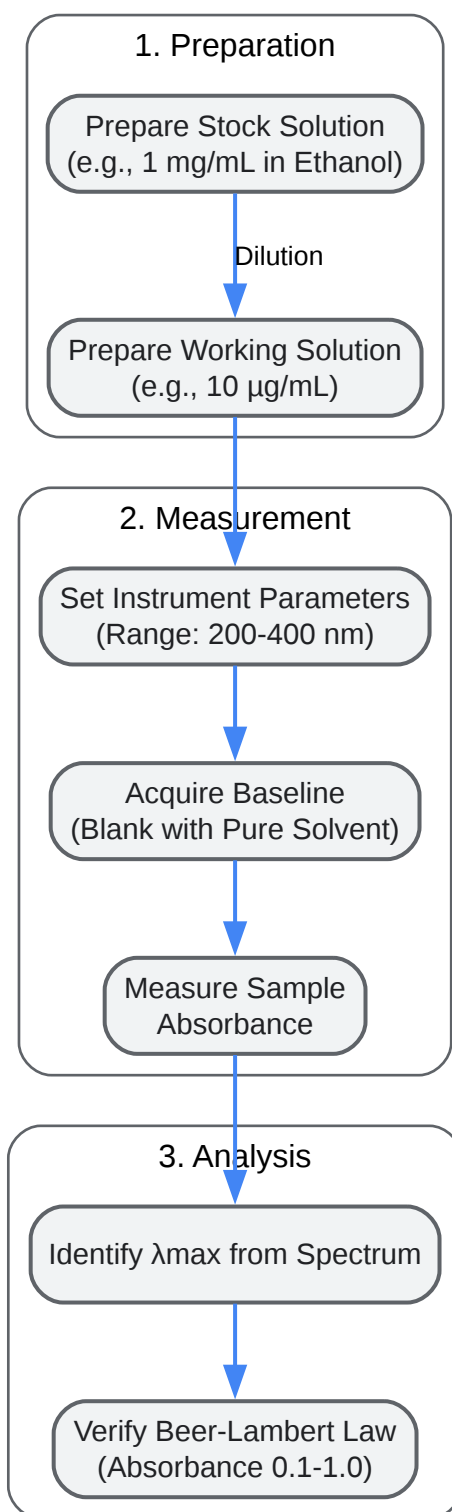 1. Preparation
Prepare Stock Solution
(e.g., 1 mg/mL in Ethanol)
Dilution
Prepare Working Solution
(e.g., 10 µg/mL)
2. Measurement
Set Instrument Parameters
(Range: 200-400 nm)
Acquire Baseline
(Blank with Pure Solvent)
Measure Sample
Absorbance
3. Analysis
Identify λmax from Spectrum
Verify Beer-Lambert Law
(Absorbance 0.1-1.0)